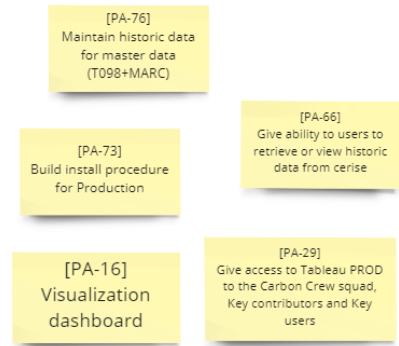 [PA-76]
Maintain historic data
for master data
(T098+MARC)
[PA-66]
Give ability to users to
retrieve or view historic
data from cerise
[PA-73]
Build install procedure
for Production
[PA-16]
Visualization
dashboard
[PA-29]
Give access to Tableau PROD
to the Carbon Crew squad,
Key contributors and Key
users